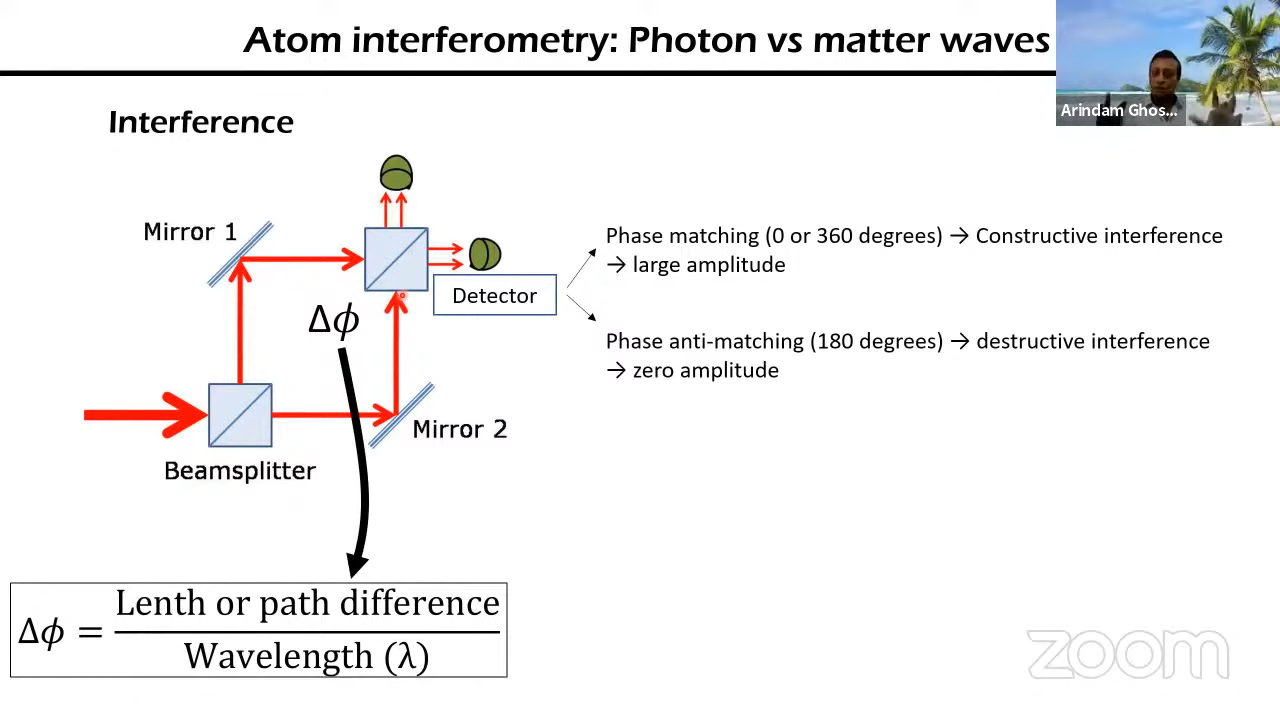 Atom interferometry: Photon vs matter waves
Arindam Ghos...
Interference
Mirror 1
Phase matching (0 or 360 degrees) → Constructive interference
→ large amplitude
Detector
Δϕ
Phase anti-matching (180 degrees) → destructive interference
→ zero amplitude
Mirror 2
Beamsplitter
Δϕ = Lenth or path difference
Wavelength (λ)
zoom